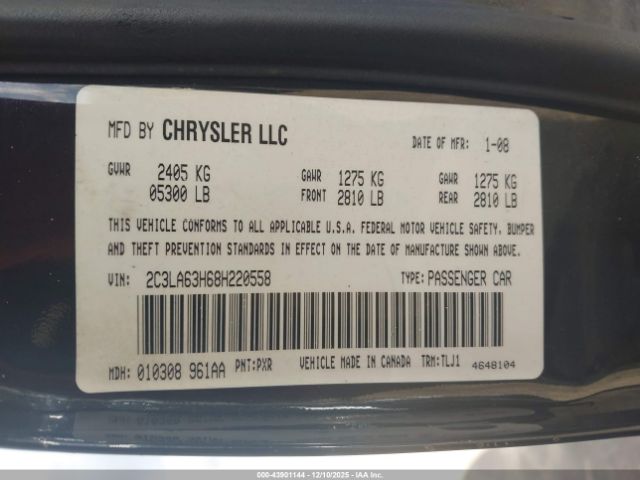 MFD BY CHRYSLER LLC DATE OF MFR: 1-08
GVWR 2405 KG GAWR 1275 KG GAWR 1275 KG
05300 LB FRONT 2810 LB REAR 2810 LB
THIS VEHICLE CONFORMS TO ALL APPLICABLE U.S.A. FEDERAL MOTOR VEHICLE SAFETY, BUMPER
AND THEFT PREVENTION STANDARDS IN EFFECT ON THE DATE OF MANUFACTURE SHOWN ABOVE.
VIN: 2C3LA63H68H220558 TYPE: PASSENGER CAR
MDH: 010308 961AA PNT:PXR VEHICLE MADE IN CANADA TRM:TLJ1 4648104
000-43901144 - 12/10/2025 - IAA Inc.